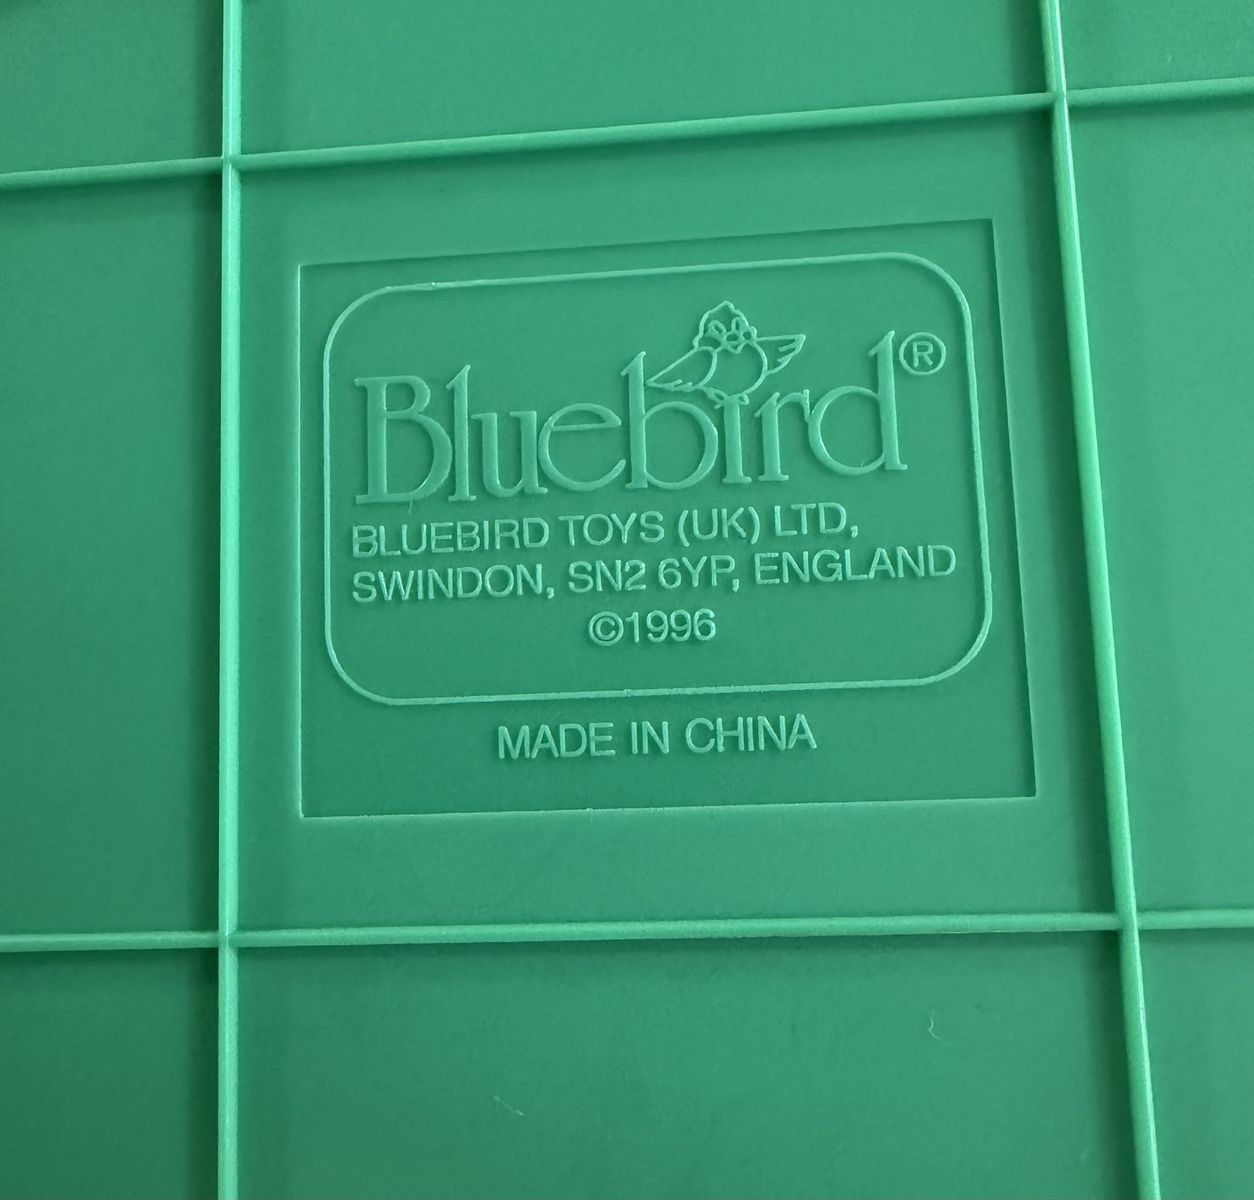 Bluebird®
BLUEBIRD TOYS (UK) LTD,
SWINDON, SN2 6YP, ENGLAND
©1996
MADE IN CHINA